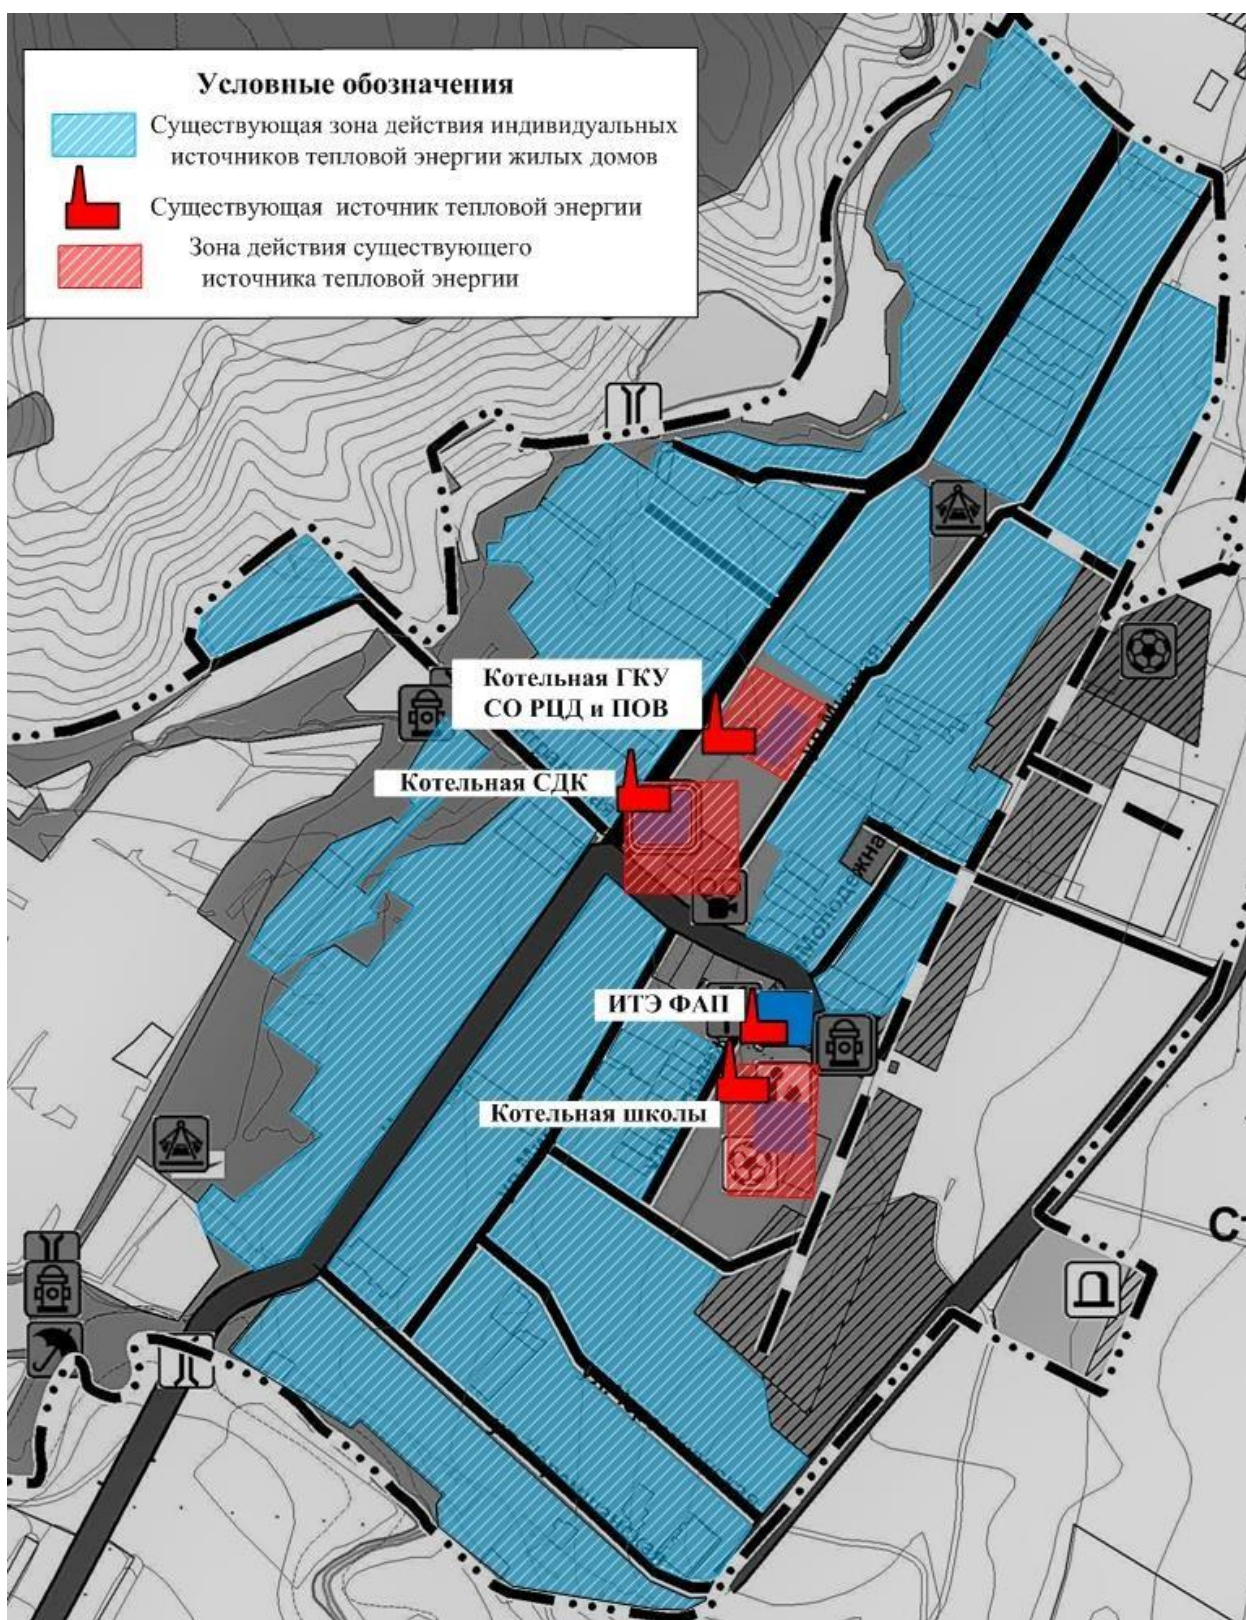 Условные обозначения
Существующая зона действия индивидуальных
источников тепловой энергии жилых домов
Существующая источник тепловой энергии
Зона действия существующего
источника тепловой энергии
Котельная ГКУ
СО РЦД и ПОВ
Котельная СДК
Молодежна
ИТЭ ФАП
Котельная школы
С